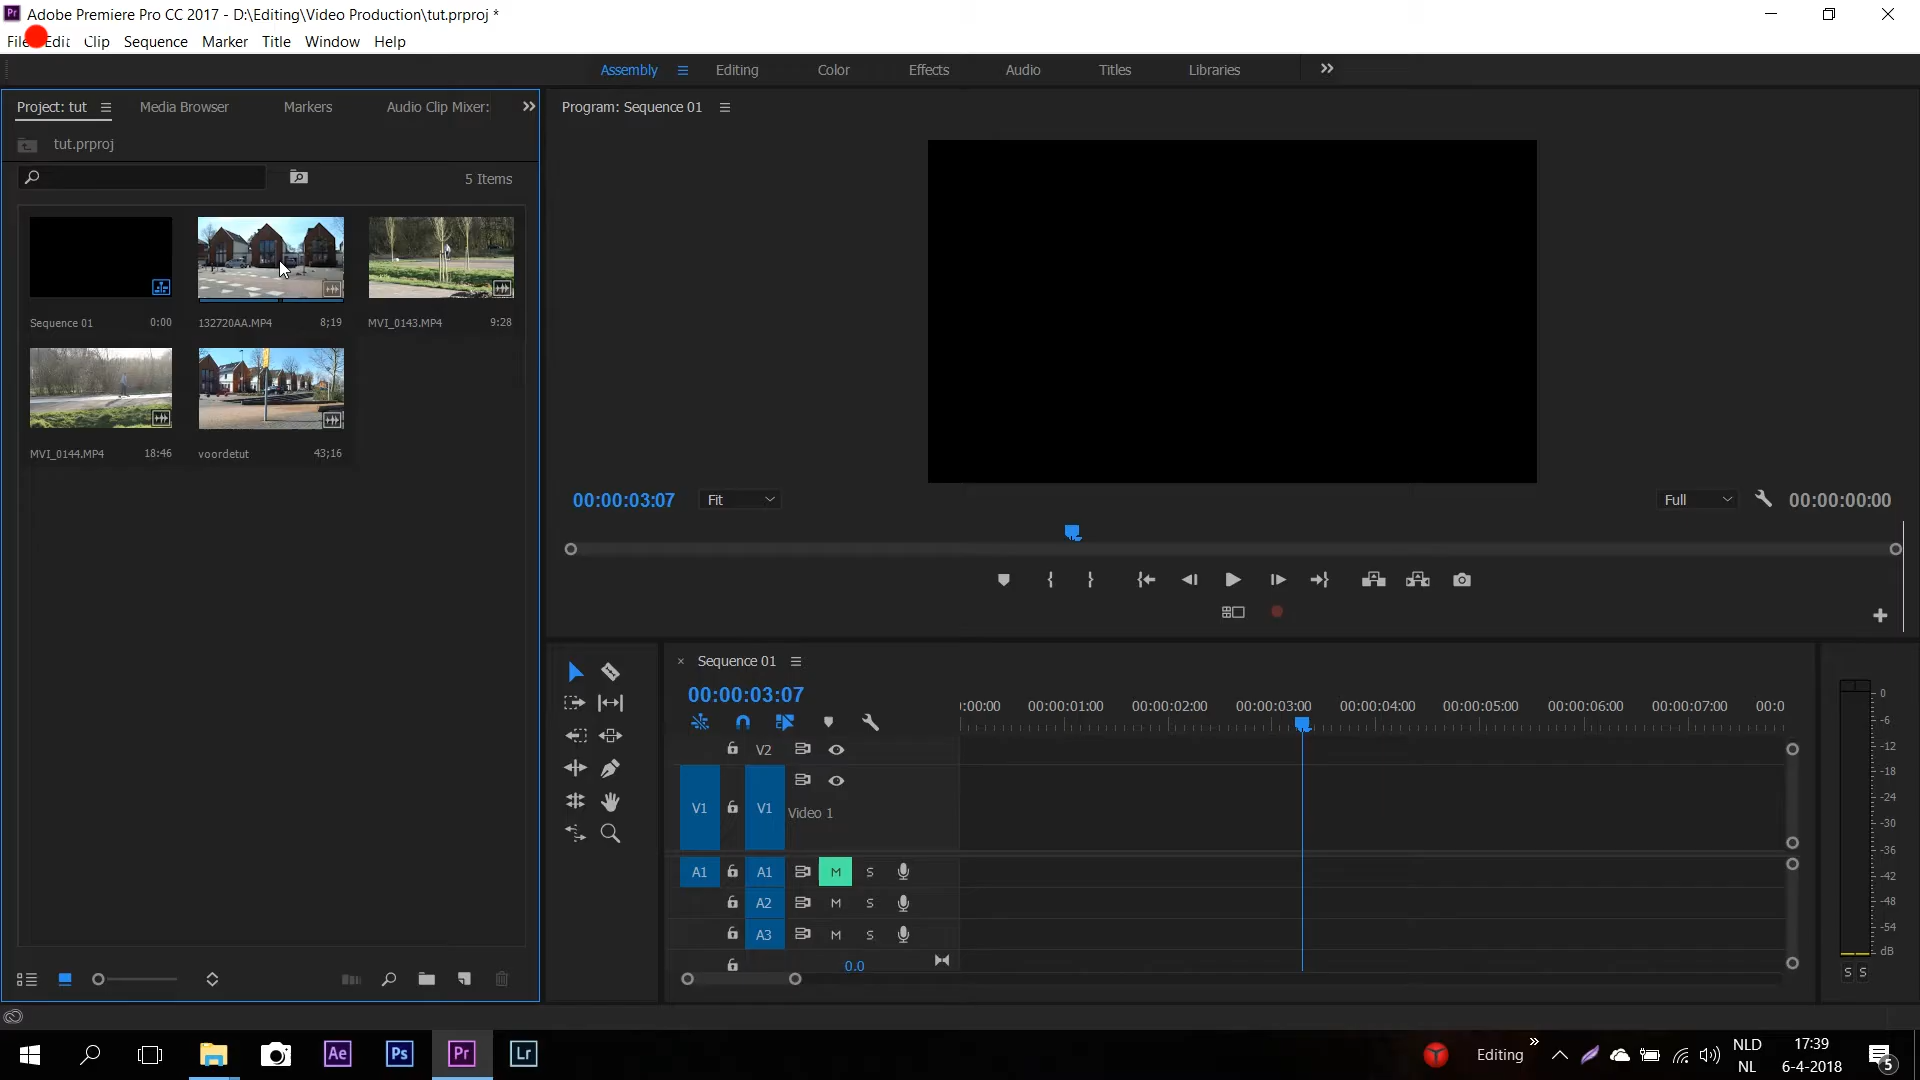 Adobe Premiere Pro CC 2017 - D:\Editing\Video Production\tut.prproj *
File Edit Clip Sequence Marker Title Window Help
Assembly Editing Color Effects Audio Titles Libraries
Project: tut Media Browser Markers Audio Clip Mixer:
Program: Sequence 01
tut.prproj
5 Items
Sequence 01 0:00
132720AA.MP4 8;19
MVI_0143.MP4 9:28
MVI_0144.MP4 18:46
voordetut 43;16
00:00:03:07 Fit Full 00:00:00:00
× Sequence 01
00:00:03:07
:00:00 00:00:01:00 00:00:02:00 00:00:03:00 00:00:04:00 00:00:05:00 00:00:06:00 00:00:07:00 00:0
V2
V1 V1 Video 1
A1 A1 M S
A2 M S
A3 M S
0.0
0
-6
-12
-18
-24
-30
-36
-42
-48
-54
dB
S S
Ae Ps Pr Lr
Editing
NLD
NL
17:39
6-4-2018
5